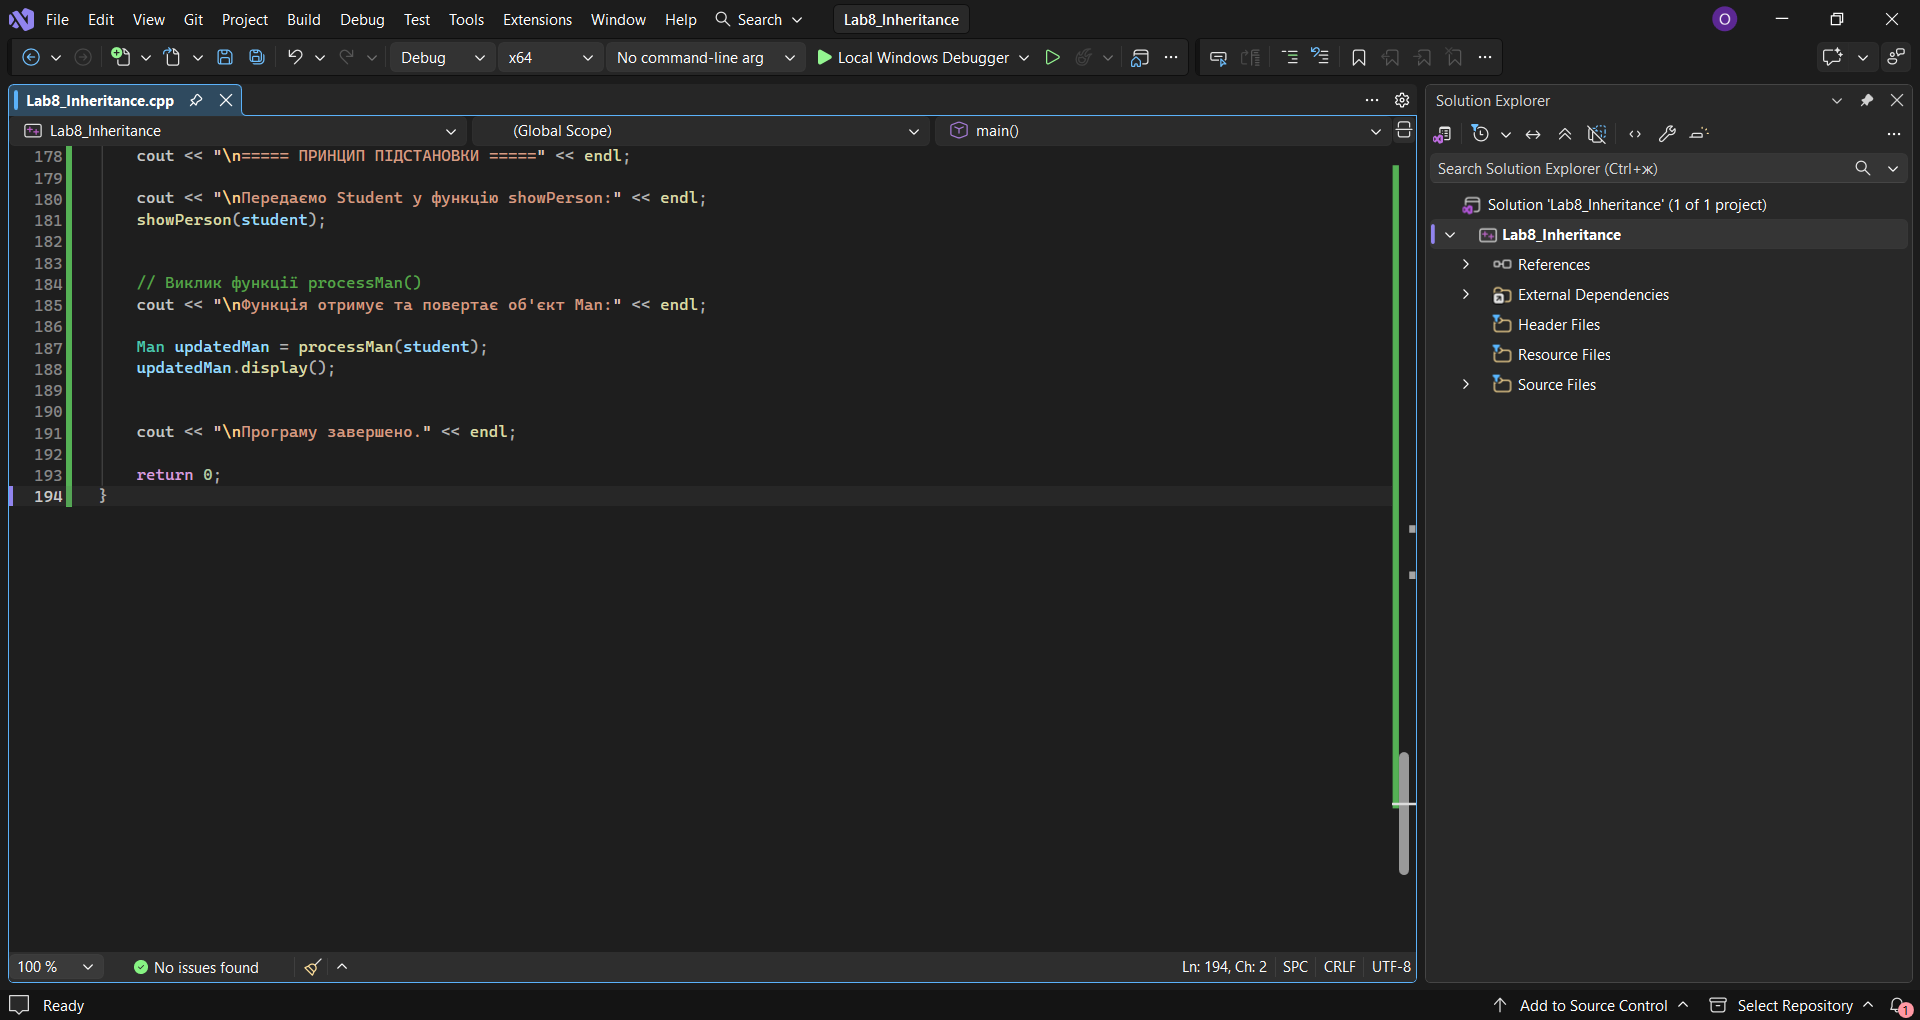 File Edit View Git Project Build Debug Test Tools Extensions Window Help Search Lab8_Inheritance O
Debug x64 No command-line arg Local Windows Debugger
Lab8_Inheritance.cpp
Lab8_Inheritance (Global Scope) main()
178 cout << "\n===== ПРИНЦИП ПІДСТАНОВКИ =====" << endl;
179
180 cout << "\nПередаємо Student у функцію showPerson:" << endl;
181 showPerson(student);
182
183
184 // Виклик функції processMan()
185 cout << "\nФункція отримує та повертає об'єкт Man:" << endl;
186
187 Man updatedMan = processMan(student);
188 updatedMan.display();
189
190
191 cout << "\nПрограму завершено." << endl;
192
193 return 0;
194 }
100 % No issues found Ln: 194, Ch: 2 SPC CRLF UTF-8
Solution Explorer
Search Solution Explorer (Ctrl+ж)
Solution 'Lab8_Inheritance' (1 of 1 project)
Lab8_Inheritance
References
External Dependencies
Header Files
Resource Files
Source Files
Ready Add to Source Control Select Repository 1